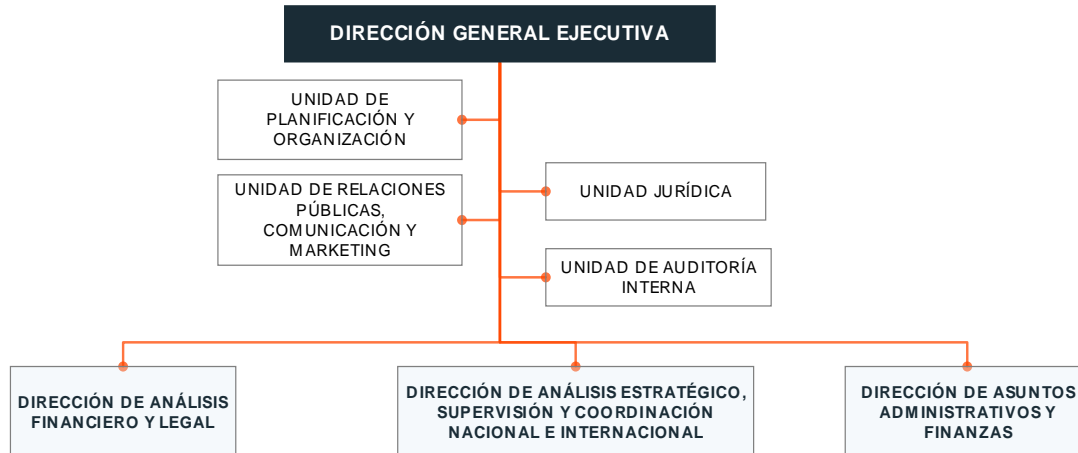 DIRECCIÓN GENERAL EJECUTIVA
UNIDAD DE
PLANIFICACIÓN Y
ORGANIZACIÓN
UNIDAD DE RELACIONES
PÚBLICAS,
COMUNICACIÓN Y
MARKETING
UNIDAD JURÍDICA
UNIDAD DE AUDITORÍA
INTERNA
DIRECCIÓN DE ANÁLISIS
FINANCIERO Y LEGAL
DIRECCIÓN DE ANÁLISIS ESTRATÉGICO,
SUPERVISIÓN Y COORDINACIÓN
NACIONAL E INTERNACIONAL
DIRECCIÓN DE ASUNTOS
ADMINISTRATIVOS Y
FINANZAS